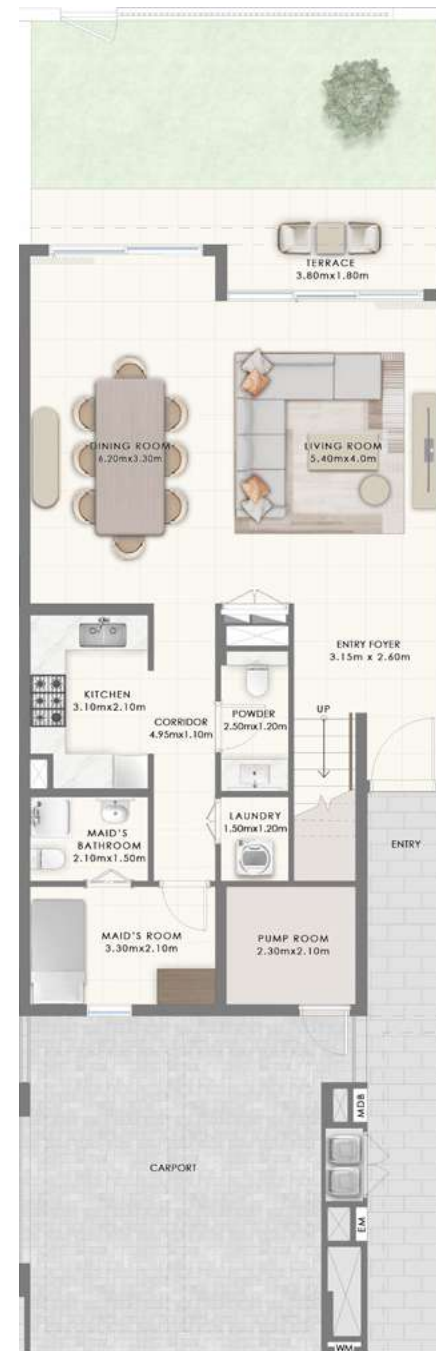 TERRACE
3.80mx1.80m
DINING ROOM
6.20mx3.30m
LIVING ROOM
5.40mx4.0m
ENTRY FOYER
3.15m x 2.60m
KITCHEN
3.10mx2.10m
CORRIDOR
4.95mx1.10m
POWDER
2.50mx1.20m
UP
LAUNDRY
1.50mx1.20m
MAID'S
BATHROOM
2.10mx1.50m
ENTRY
MAID'S ROOM
3.30mx2.10m
PUMP ROOM
2.30mx2.10m
MDB
CARPORT
EM
WM